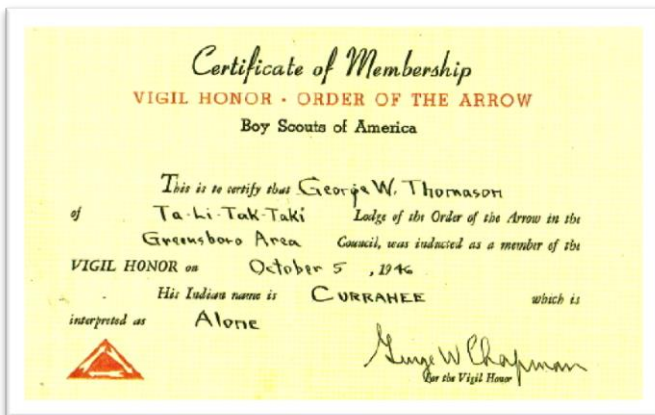 Certificate of Membership
VIGIL HONOR · ORDER OF THE ARROW
Boy Scouts of America
This is to certify that George W. Thomason
of Ta-Li-Tak-Taki Lodge of the Order of the Arrow in the
Greensboro Area Council, was inducted as a member of the
VIGIL HONOR on October 5, 1946
His Indian name is CURRAHEE which is
interpreted as Alone
George W Chapman
For the Vigil Honor